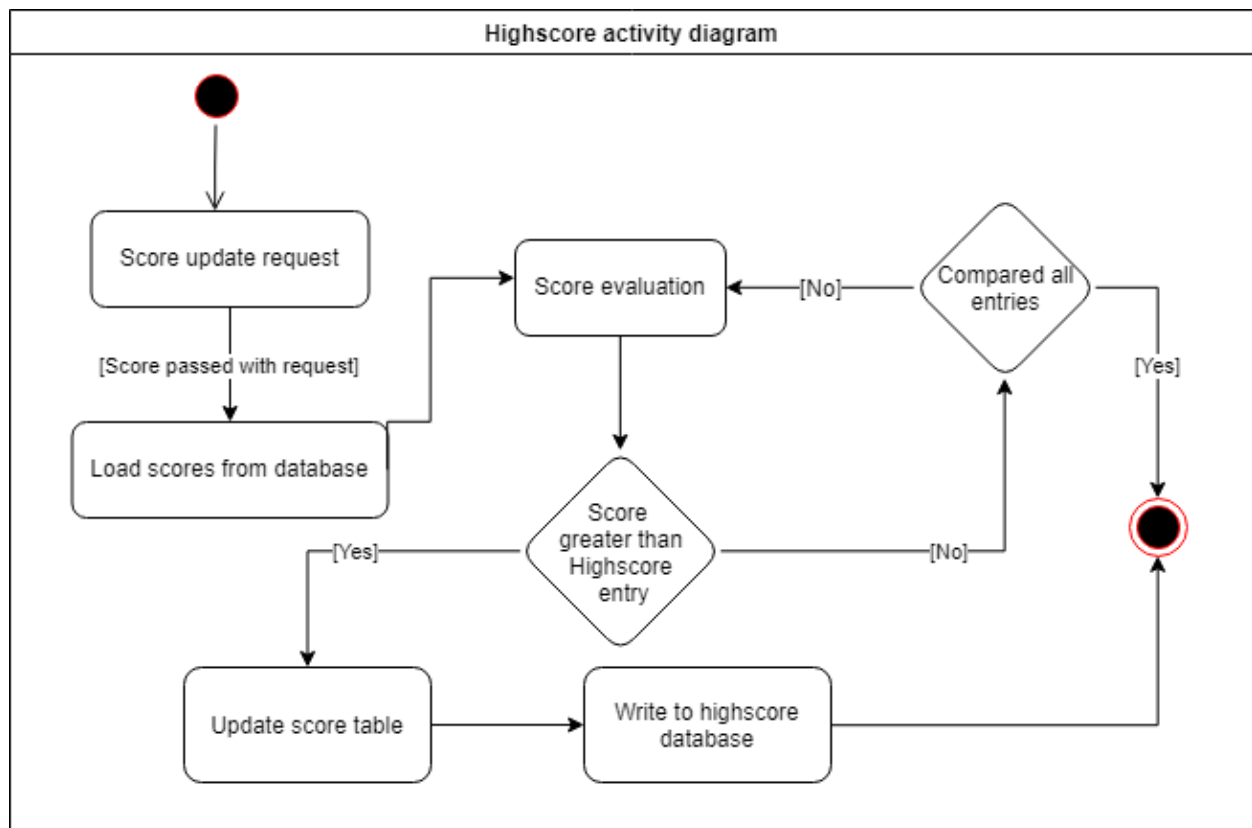 Highscore activity diagram
Score update request
[Score passed with request]
Load scores from database
Score evaluation
[No]
Compared all
entries
[Yes]
Score
greater than
Highscore
entry
[Yes]
[No]
Update score table
Write to highscore
database